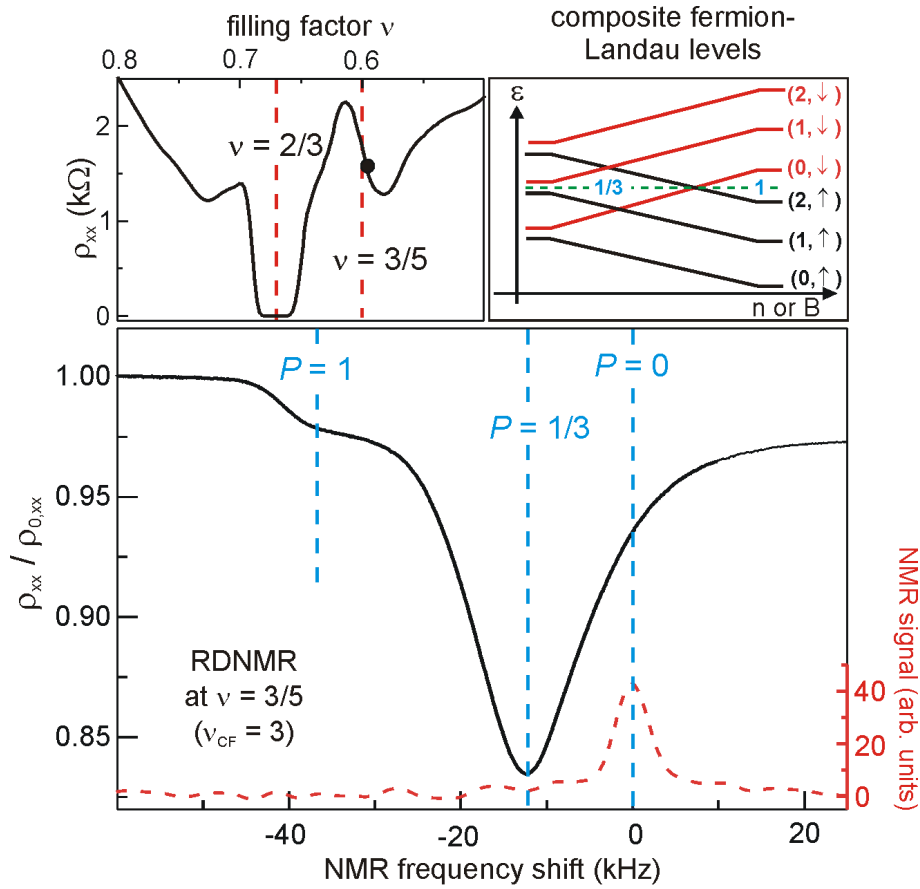 filling factor ν
0.8 0.7 0.6
ρxx (kΩ)
2
1
0
ν = 2/3
ν = 3/5
composite fermion-
Landau levels
ε
(2, ↓)
(1, ↓)
(0, ↓)
1/3 1
(2, ↑)
(1, ↑)
(0, ↑)
n or B
ρxx / ρ0,xx
1.00
0.95
0.90
0.85
P = 1
P = 1/3
P = 0
RDNMR
at ν = 3/5
(νCF = 3)
NMR signal (arb. units)
40
20
0
-40 -20 0 20
NMR frequency shift (kHz)